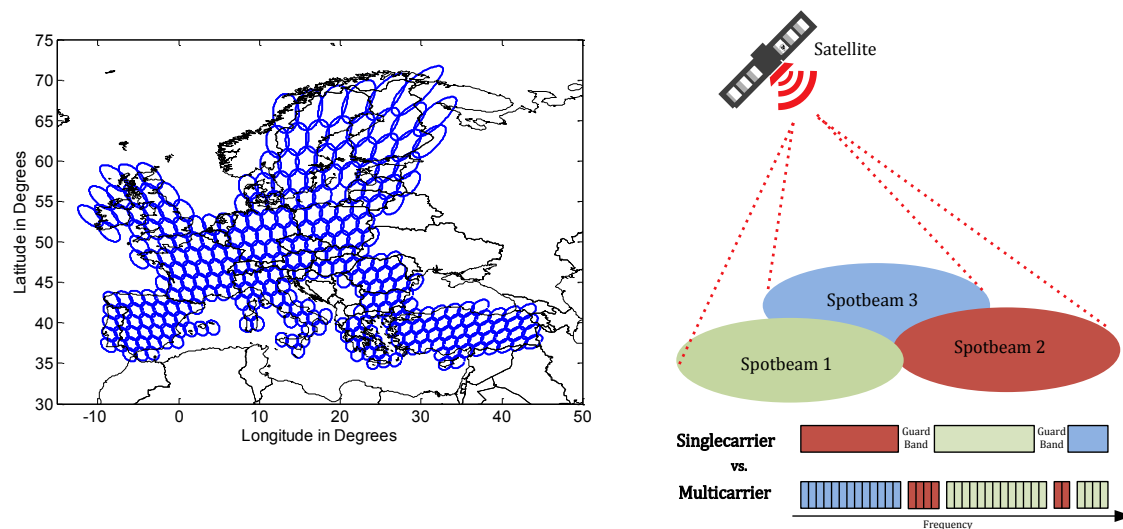 75
70
65
60
55
50
45
40
35
30
-10 0 10 20 30 40 50
Latitude in Degrees
Longitude in Degrees
Satellite
Spotbeam 3
Spotbeam 2
Spotbeam 1
Singlecarrier
vs.
Multicarrier
Guard
Band
Guard
Band
Frequency